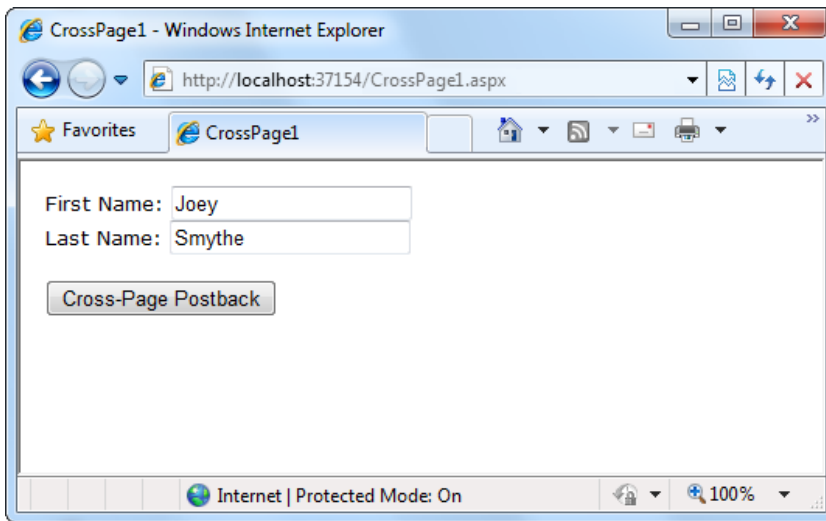 CrossPage1 - Windows Internet Explorer
http://localhost:37154/CrossPage1.aspx
Favorites CrossPage1 »
First Name: Joey
Last Name: Smythe
Cross-Page Postback
Internet | Protected Mode: On 100%